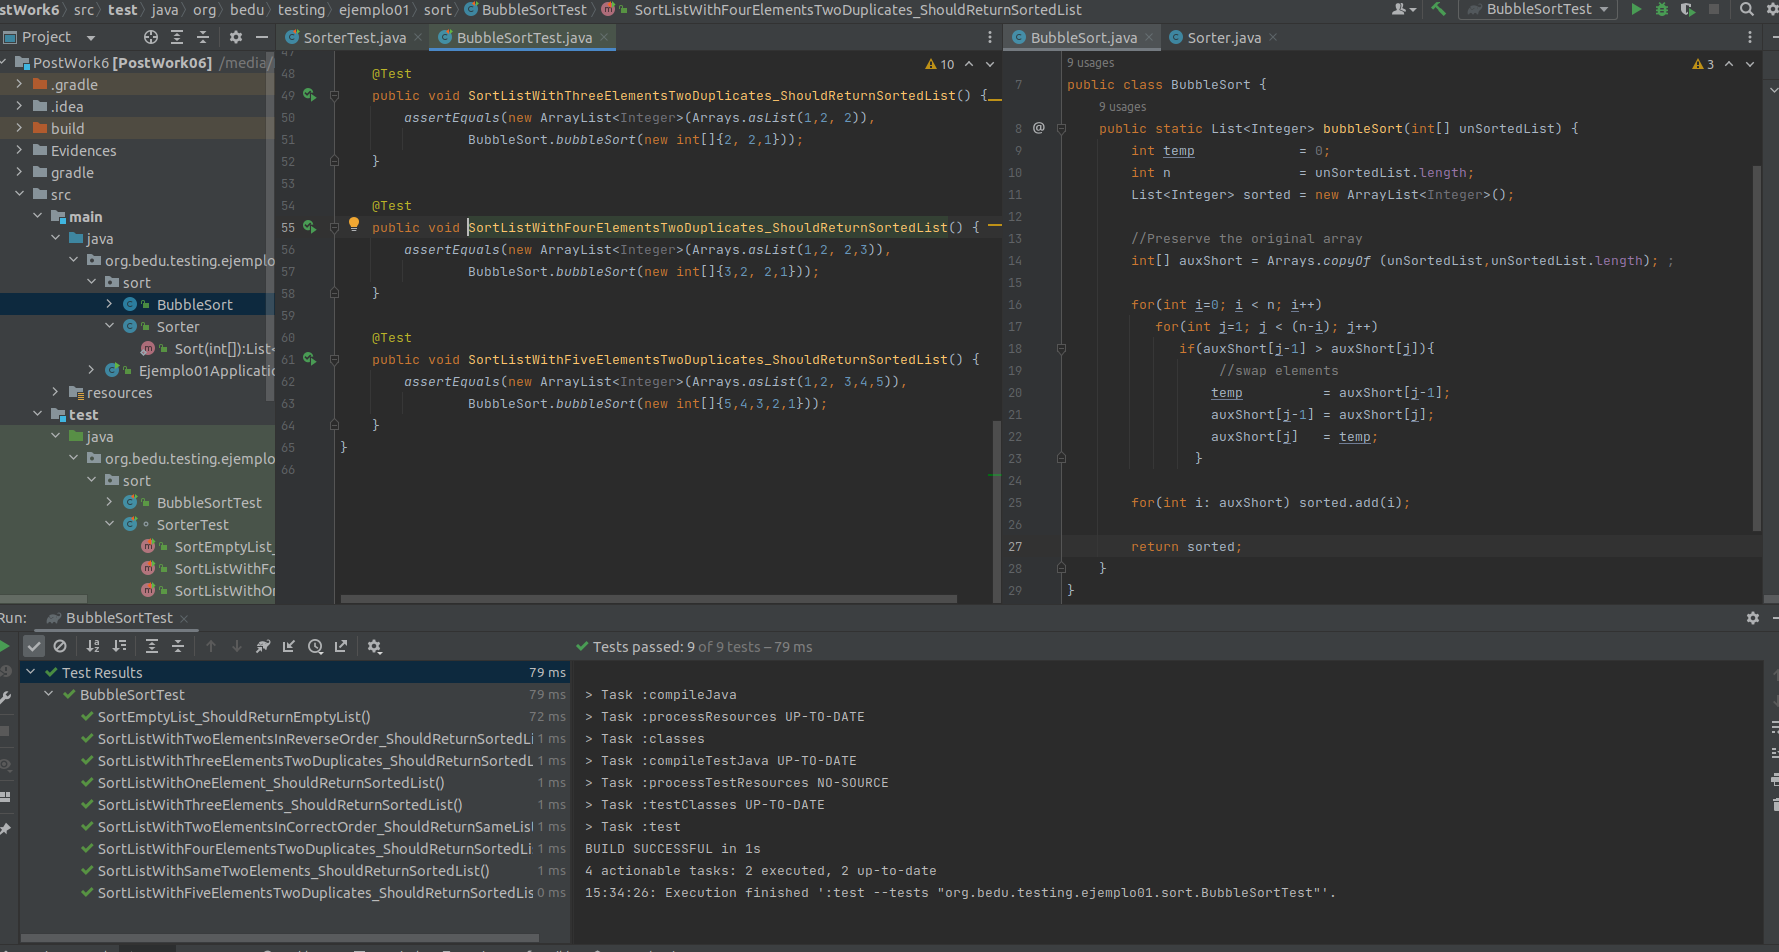 stWork6 › src › test › java › org › bedu › testing › ejemplo01 › sort › BubbleSortTest › SortListWithFourElementsTwoDuplicates_ShouldReturnSortedList
BubbleSortTest
Project
SorterTest.java
BubbleSortTest.java
BubbleSort.java
Sorter.java
PostWork6 [PostWork06] /media/
.gradle
.idea
build
Evidences
gradle
src
main
java
org.bedu.testing.ejemplo
sort
BubbleSort
Sorter
Sort(int[]):List<
Ejemplo01Applicatio
resources
test
java
org.bedu.testing.ejemplo
sort
BubbleSortTest
SorterTest
SortEmptyList_
SortListWithFo
SortListWithOn
10
47
48 @Test
49 public void SortListWithThreeElementsTwoDuplicates_ShouldReturnSortedList() {
50 assertEquals(new ArrayList<Integer>(Arrays.asList(1,2, 2)),
51 BubbleSort.bubbleSort(new int[]{2, 2,1}));
52 }
53
54 @Test
55 public void SortListWithFourElementsTwoDuplicates_ShouldReturnSortedList() {
56 assertEquals(new ArrayList<Integer>(Arrays.asList(1,2, 2,3)),
57 BubbleSort.bubbleSort(new int[]{3,2, 2,1}));
58 }
59
60 @Test
61 public void SortListWithFiveElementsTwoDuplicates_ShouldReturnSortedList() {
62 assertEquals(new ArrayList<Integer>(Arrays.asList(1,2, 3,4,5)),
63 BubbleSort.bubbleSort(new int[]{5,4,3,2,1}));
64 }
65 }
66
9 usages
3
7 public class BubbleSort {
9 usages
8 @ public static List<Integer> bubbleSort(int[] unSortedList) {
9 int temp = 0;
10 int n = unSortedList.length;
11 List<Integer> sorted = new ArrayList<Integer>();
12
13 //Preserve the original array
14 int[] auxShort = Arrays.copyOf (unSortedList,unSortedList.length); ;
15
16 for(int i=0; i < n; i++)
17 for(int j=1; j < (n-i); j++)
18 if(auxShort[j-1] > auxShort[j]){
19 //swap elements
20 temp = auxShort[j-1];
21 auxShort[j-1] = auxShort[j];
22 auxShort[j] = temp;
23 }
24
25 for(int i: auxShort) sorted.add(i);
26
27 return sorted;
28 }
29 }
Run: BubbleSortTest
Tests passed: 9 of 9 tests – 79 ms
Test Results 79 ms
BubbleSortTest 79 ms
SortEmptyList_ShouldReturnEmptyList() 72 ms
SortListWithTwoElementsInReverseOrder_ShouldReturnSortedLi 1 ms
SortListWithThreeElementsTwoDuplicates_ShouldReturnSortedL 1 ms
SortListWithOneElement_ShouldReturnSortedList() 1 ms
SortListWithThreeElements_ShouldReturnSortedList() 1 ms
SortListWithTwoElementsInCorrectOrder_ShouldReturnSameLis 1 ms
SortListWithFourElementsTwoDuplicates_ShouldReturnSortedLi 1 ms
SortListWithSameTwoElements_ShouldReturnSortedList() 1 ms
SortListWithFiveElementsTwoDuplicates_ShouldReturnSortedLis 0 ms
> Task :compileJava
> Task :processResources UP-TO-DATE
> Task :classes
> Task :compileTestJava UP-TO-DATE
> Task :processTestResources NO-SOURCE
> Task :testClasses UP-TO-DATE
> Task :test
BUILD SUCCESSFUL in 1s
4 actionable tasks: 2 executed, 2 up-to-date
15:34:26: Execution finished ':test --tests "org.bedu.testing.ejemplo01.sort.BubbleSortTest"'.